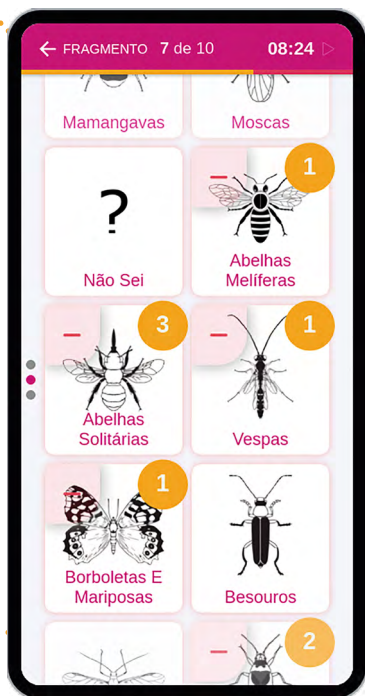 FRAGMENTO 7 de 10 08:24
Mamangavas Moscas
?
1
Não Sei
Abelhas
Melíferas
3
1
Abelhas
Solitárias
Vespas
1
Borboletas E
Mariposas
Besouros
2